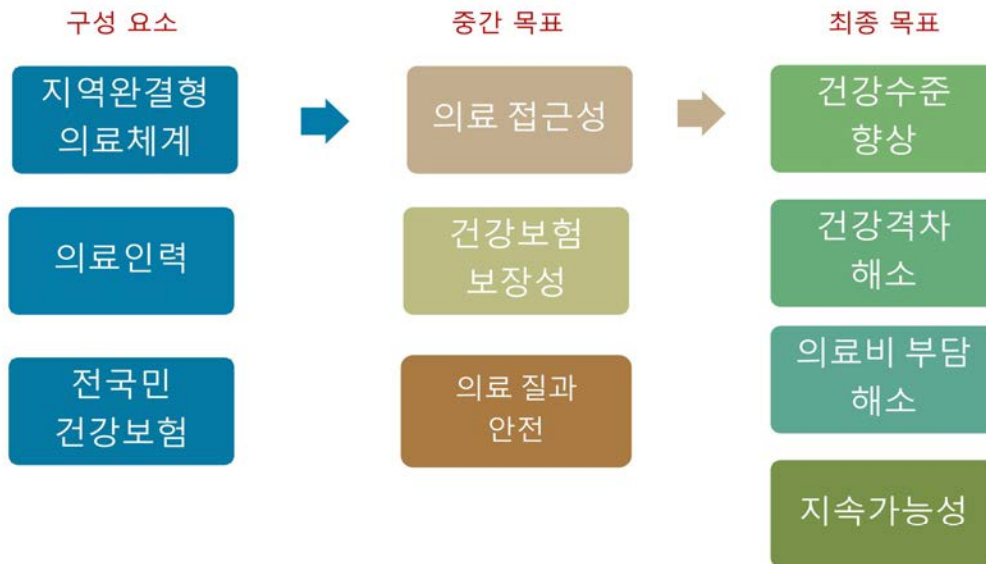 구성 요소
중간 목표
최종 목표
지역완결형
의료체계
의료 접근성
건강수준
향상
의료인력
건강보험
보장성
건강격차
해소
전국민
건강보험
의료 질과
안전
의료비 부담
해소
지속가능성